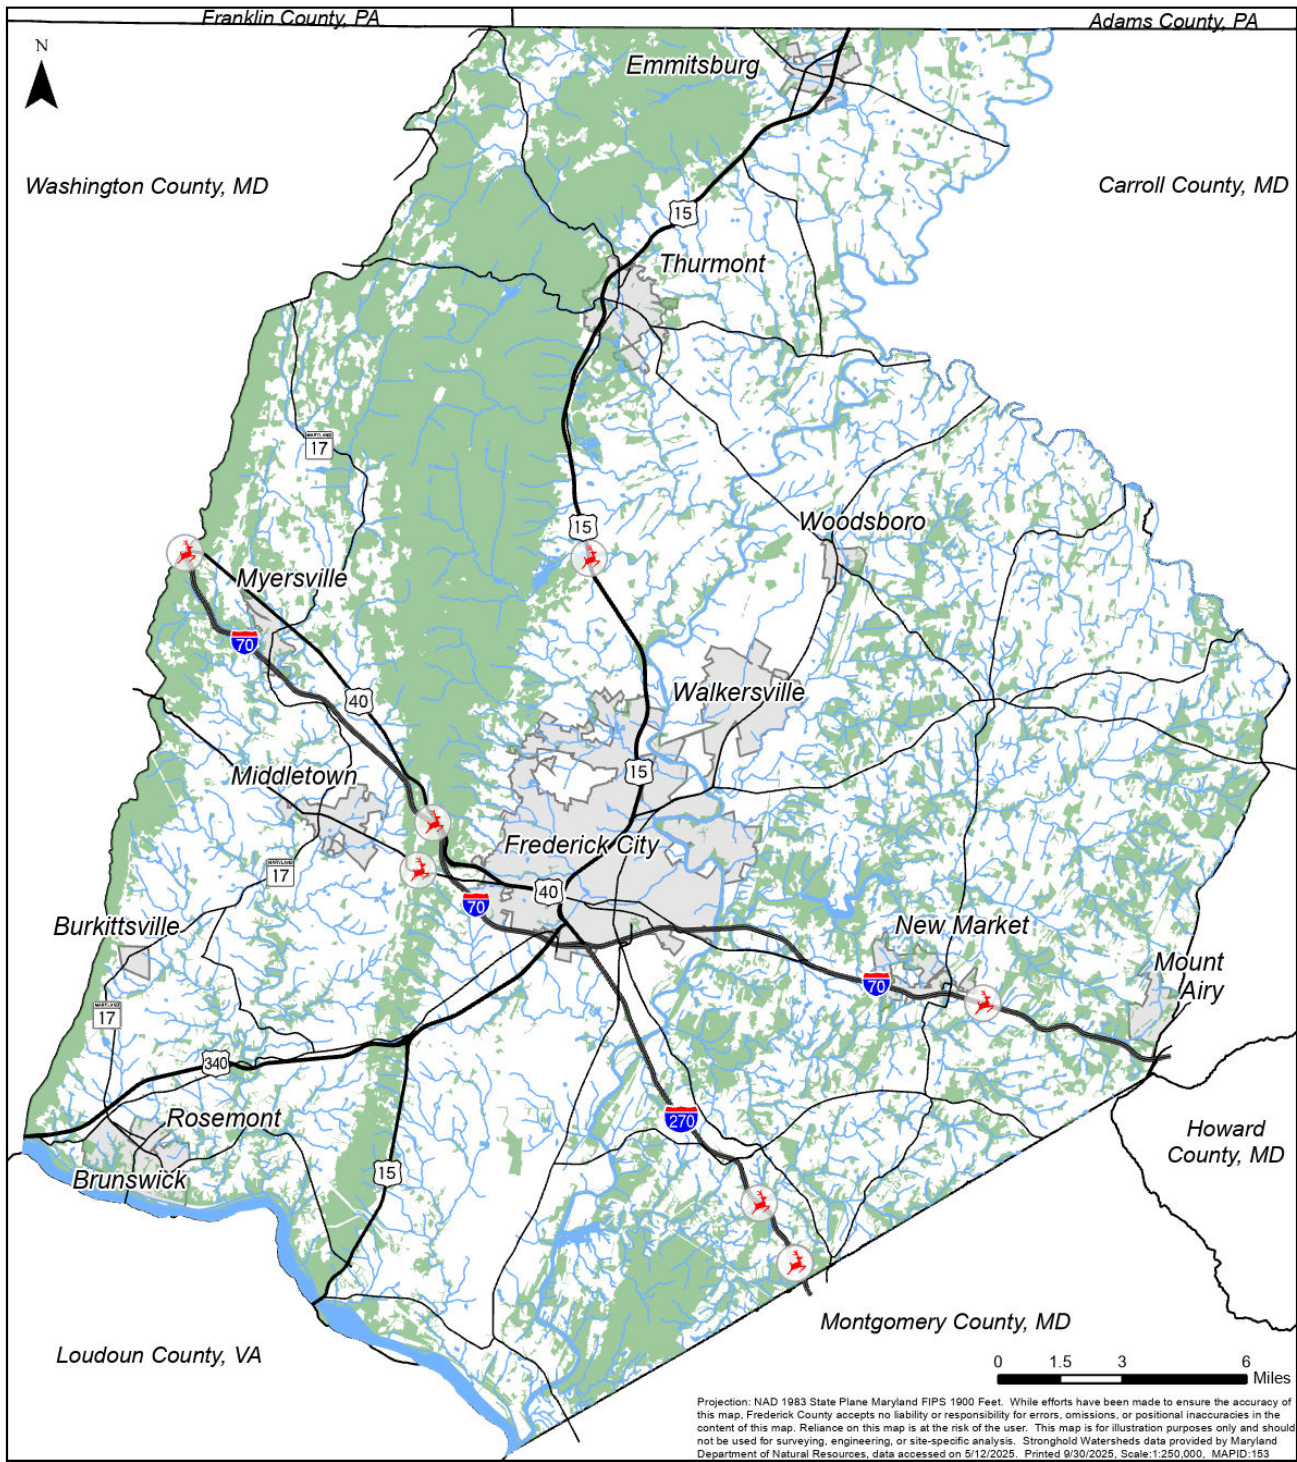 Franklin County, PA
Adams County, PA
N
Emmitsburg
Washington County, MD
Carroll County, MD
15
Thurmont
MARYLAND
17
15
Woodsboro
Myersville
70
40
Walkersville
15
Middletown
Frederick City
MARYLAND
17
40
70
Burkittsville
New Market
70
Mount
Airy
MARYLAND
17
340
Rosemont
270
Howard
County, MD
Brunswick
15
Montgomery County, MD
Loudoun County, VA
0 1.5 3 6
Miles
Projection: NAD 1983 State Plane Maryland FIPS 1900 Feet. While efforts have been made to ensure the accuracy of
this map, Frederick County accepts no liability or responsibility for errors, omissions, or positional inaccuracies in the
content of this map. Reliance on this map is at the risk of the user. This map is for illustration purposes only and should
not be used for surveying, engineering, or site-specific analysis. Stronghold Watersheds data provided by Maryland
Department of Natural Resources, data accessed on 5/12/2025. Printed 9/30/2025, Scale:1:250,000, MAPID:153